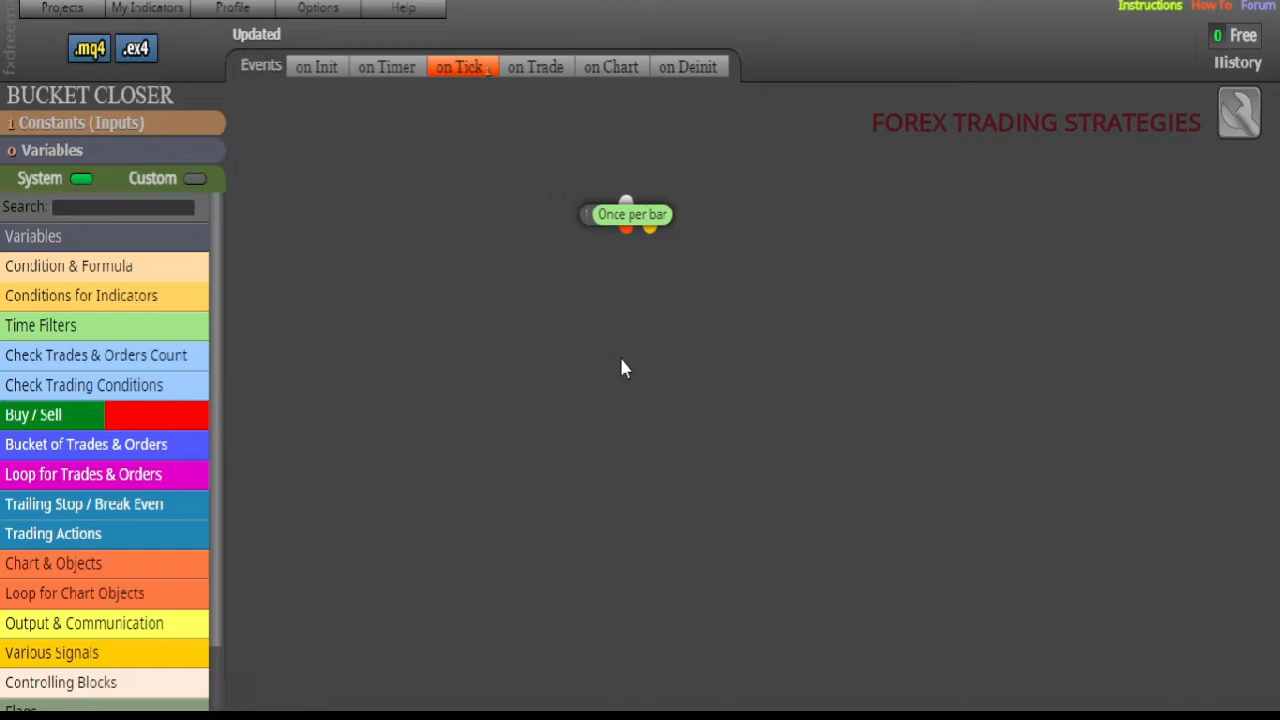 Projects My Indicators Profile Options Help
Instructions How To Forum
fxdreema
.mq4 .ex4
Updated
0 Free
Events on Init on Timer on Tick 1 on Trade on Chart on Deinit
History
BUCKET CLOSER
1 Constants (Inputs)
FOREX TRADING STRATEGIES
0 Variables
System Custom
Search:
1 Once per bar
Variables
Condition & Formula
Conditions for Indicators
Time Filters
Check Trades & Orders Count
Check Trading Conditions
Buy / Sell
Bucket of Trades & Orders
Loop for Trades & Orders
Trailing Stop / Break Even
Trading Actions
Chart & Objects
Loop for Chart Objects
Output & Communication
Various Signals
Controlling Blocks
Flags